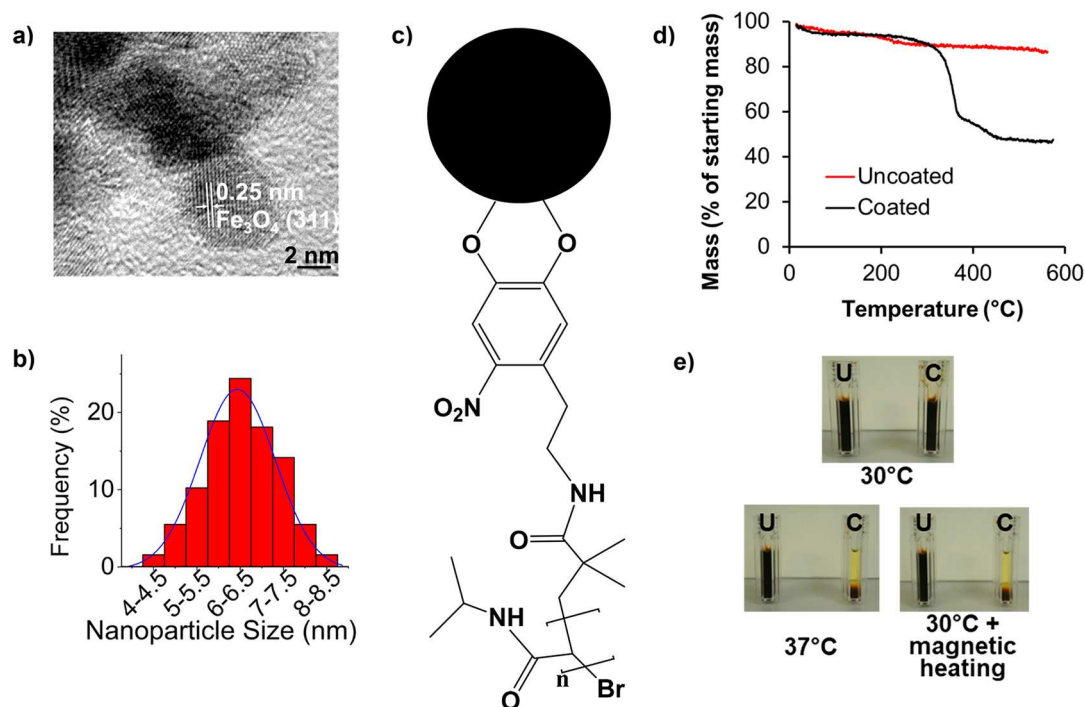 a)
0.25 nm
Fe₃O₄ (311)
2 nm
b)
Frequency (%)
20
10
0
4-4.5
5-5.5
6-6.5
7-7.5
8-8.5
Nanoparticle Size (nm)
c)
O
O
O₂N
NH
O
NH
O
n
Br
d)
Mass (% of starting mass)
100
80
60
40
20
0
Uncoated
Coated
0
200
400
600
Temperature (°C)
e)
U
C
30°C
U
C
U
C
37°C
30°C +
magnetic
heating